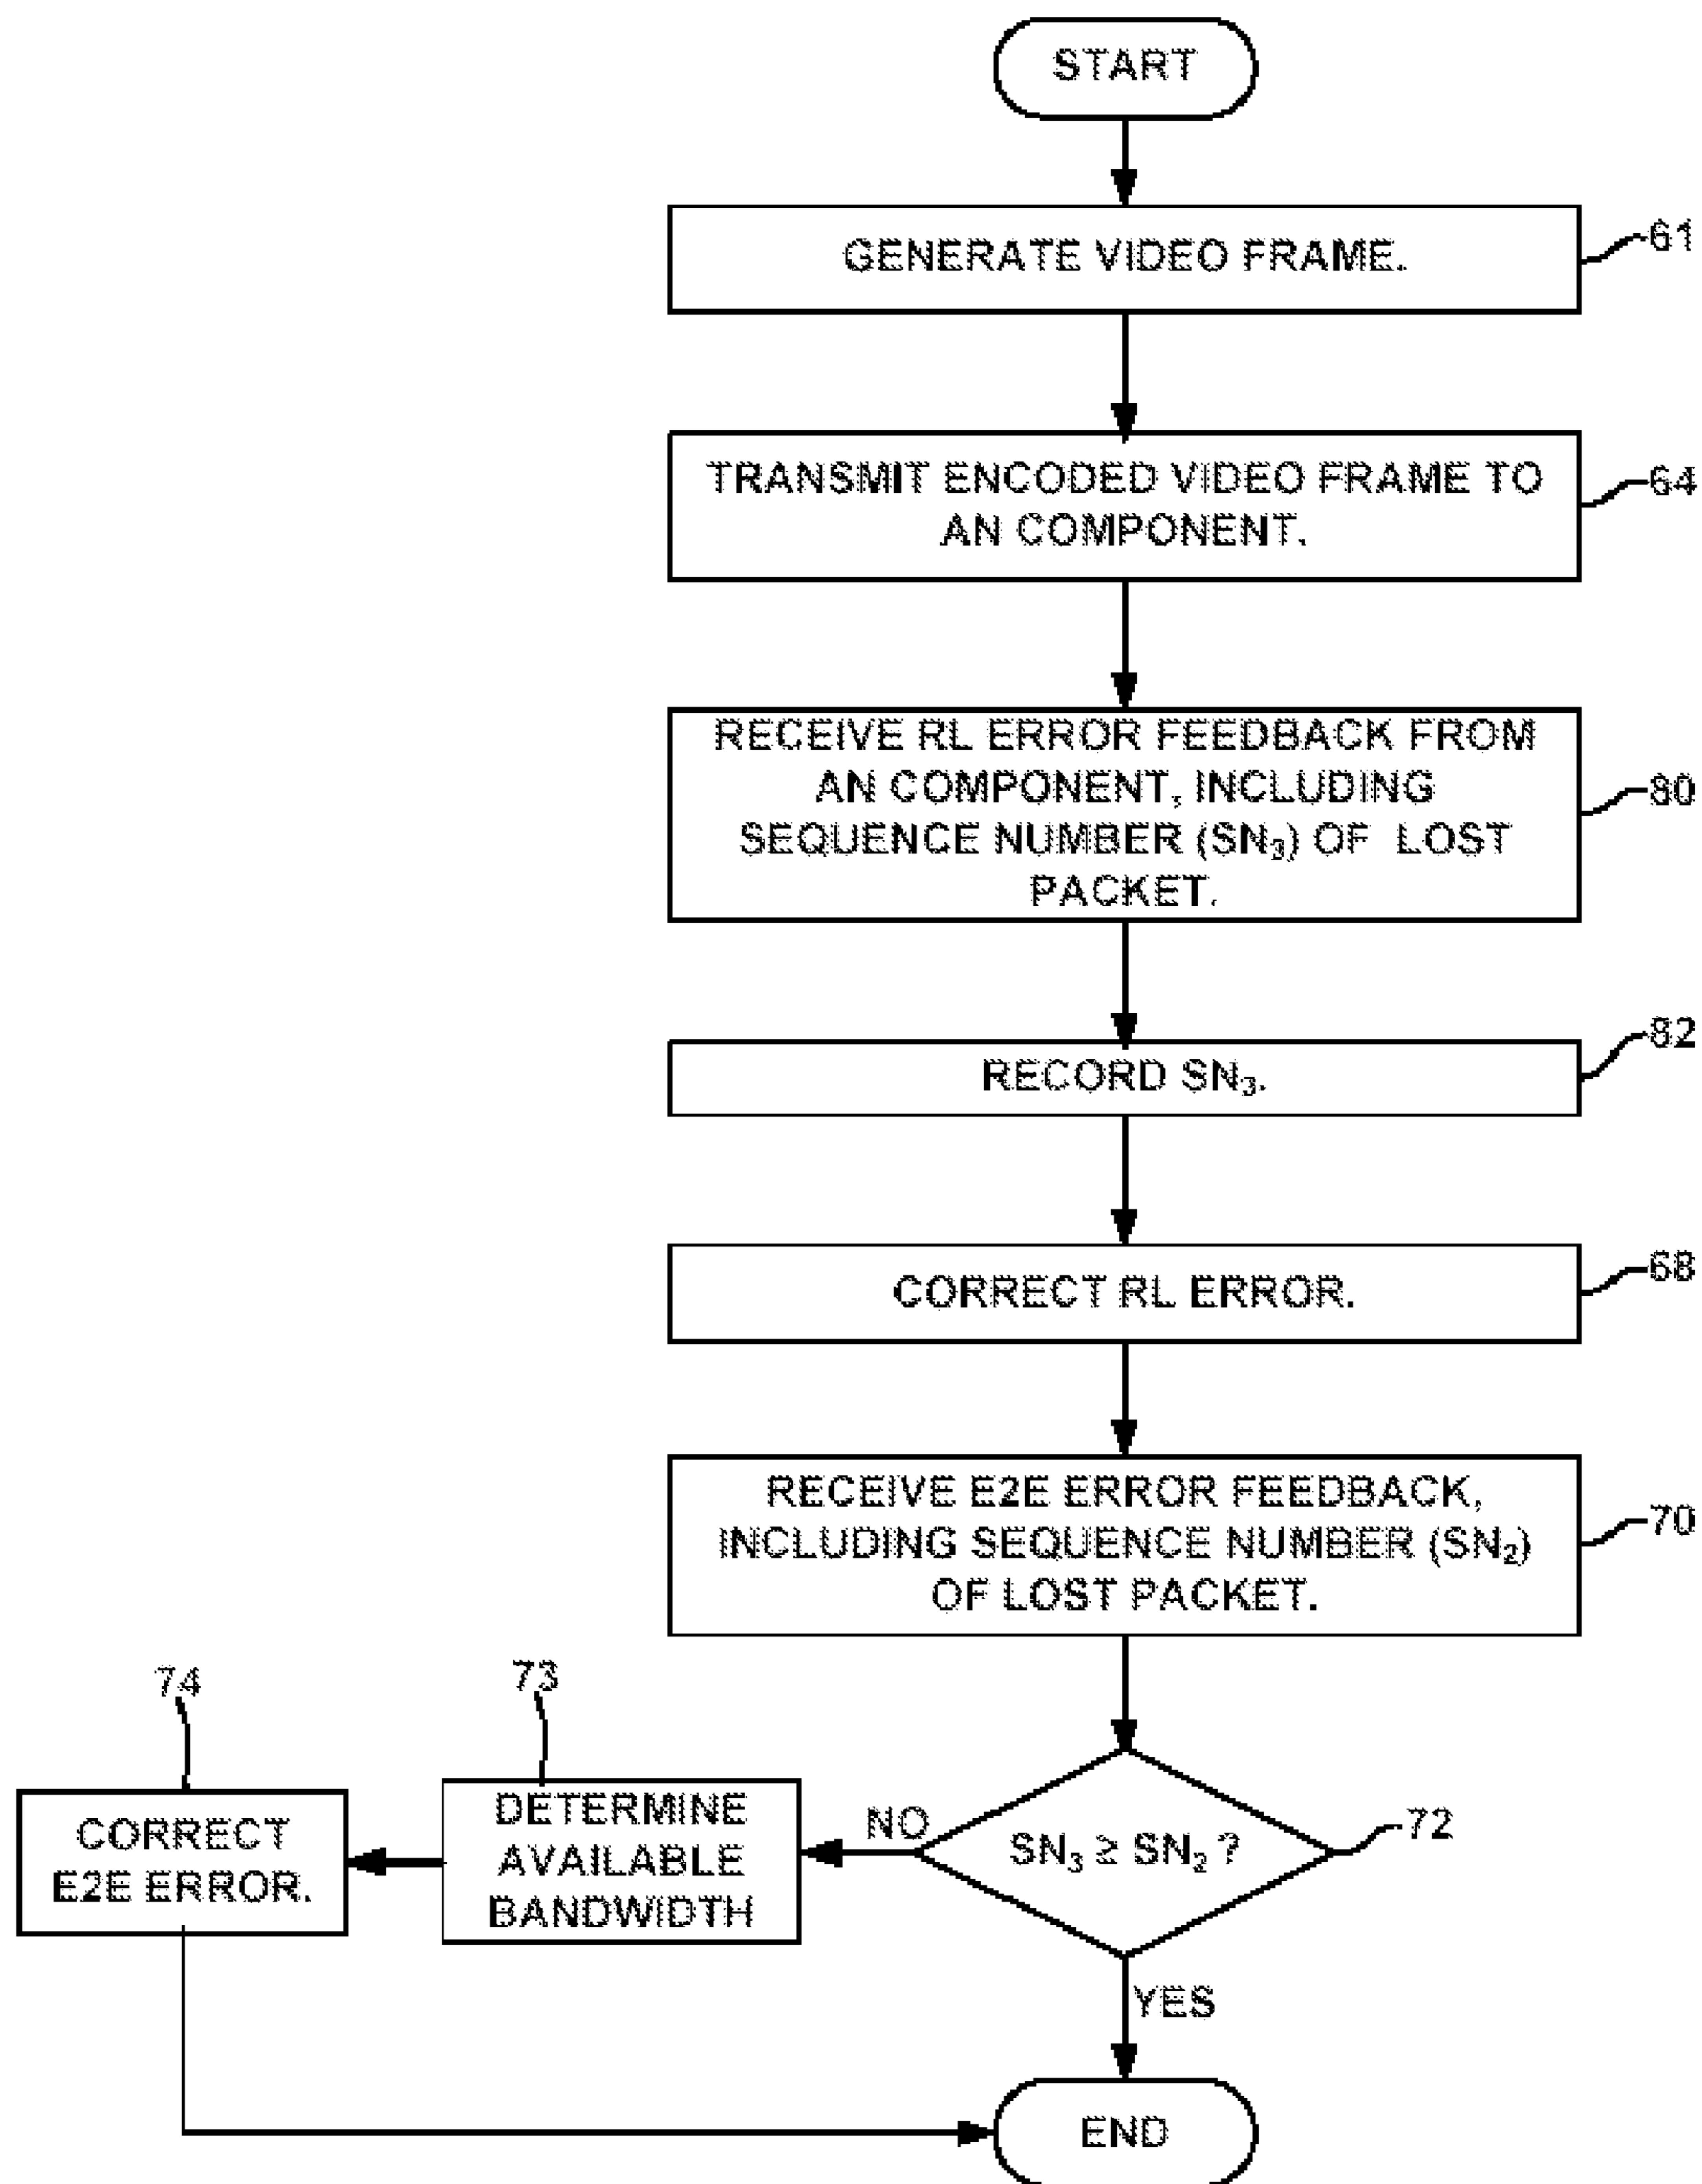 START
GENERATE VIDEO FRAME.
61
TRANSMIT ENCODED VIDEO FRAME TO
AN COMPONENT.
64
RECEIVE RL ERROR FEEDBACK FROM
AN COMPONENT, INCLUDING
SEQUENCE NUMBER (SN₃) OF LOST
PACKET.
80
RECORD SN₃.
82
CORRECT RL ERROR.
68
RECEIVE E2E ERROR FEEDBACK,
INCLUDING SEQUENCE NUMBER (SN₂)
OF LOST PACKET.
70
SN₃ ≥ SN₂ ?
72
NO
73
DETERMINE
AVAILABLE
BANDWIDTH
74
CORRECT
E2E ERROR.
YES
END